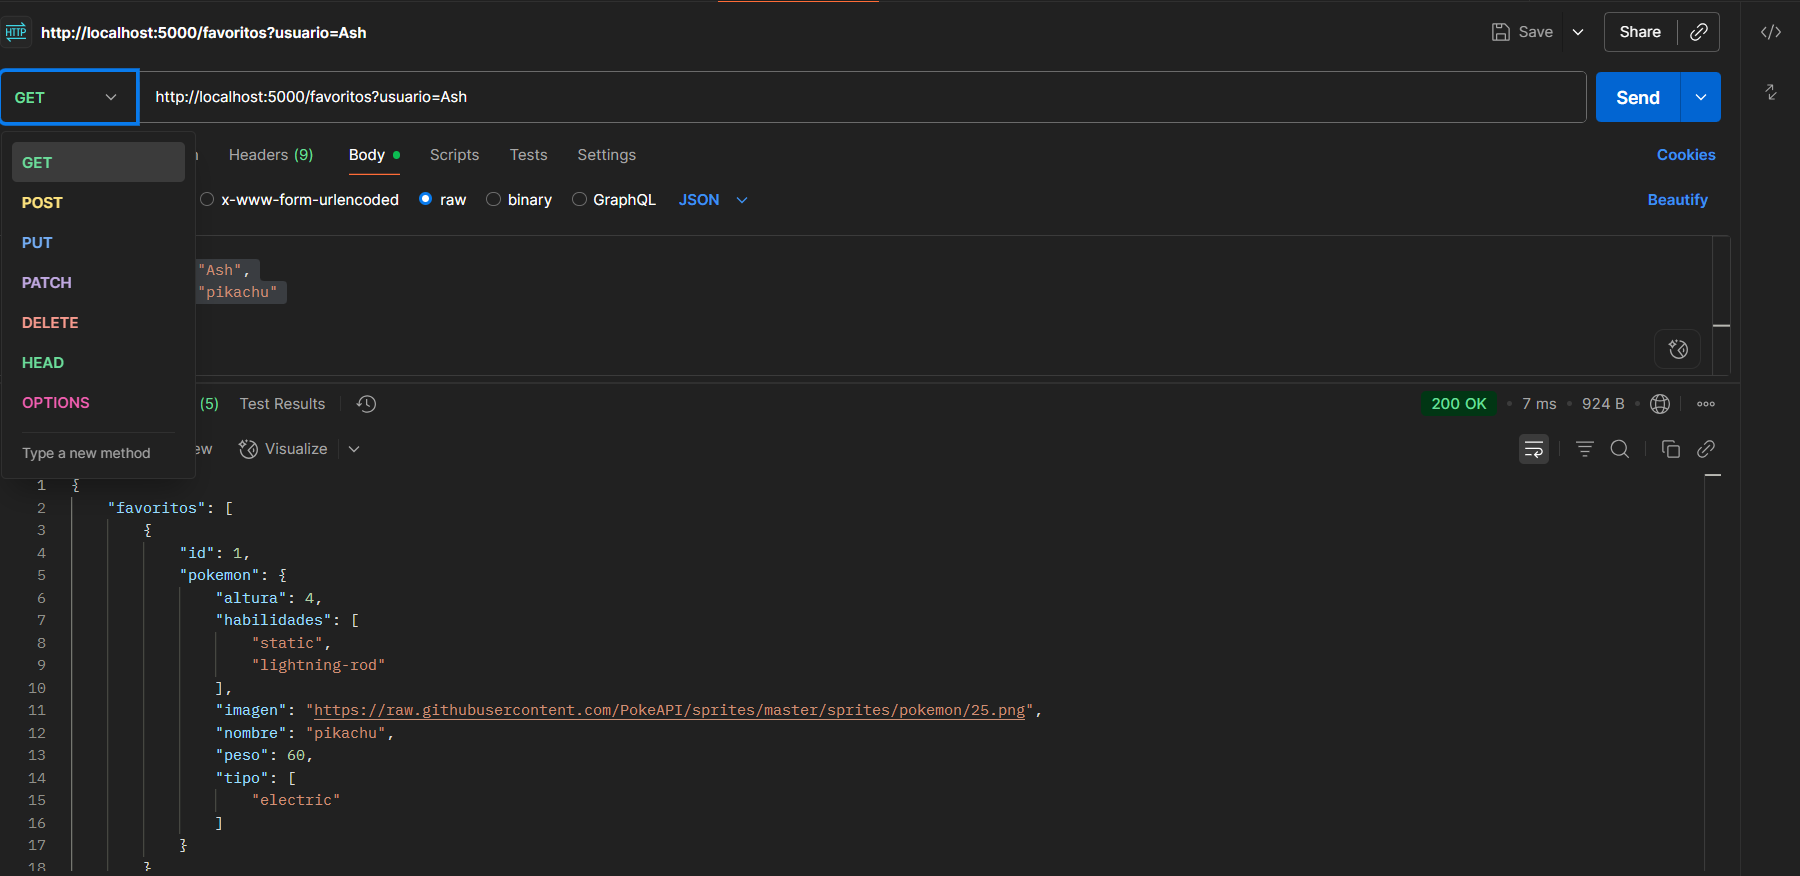 HTTP http://localhost:5000/favoritos?usuario=Ash Save Share
GET http://localhost:5000/favoritos?usuario=Ash Send
Headers (9) Body Scripts Tests Settings Cookies
x-www-form-urlencoded raw binary GraphQL JSON Beautify
GET
POST
PUT
PATCH
DELETE
HEAD
OPTIONS
Type a new method
"Ash",
"pikachu"
(5) Test Results 200 OK • 7 ms • 924 B •
Visualize
1 {
2 "favoritos": [
3 {
4 "id": 1,
5 "pokemon": {
6 "altura": 4,
7 "habilidades": [
8 "static",
9 "lightning-rod"
10 ],
11 "imagen": "https://raw.githubusercontent.com/PokeAPI/sprites/master/sprites/pokemon/25.png",
12 "nombre": "pikachu",
13 "peso": 60,
14 "tipo": [
15 "electric"
16 ]
17 }
18 }